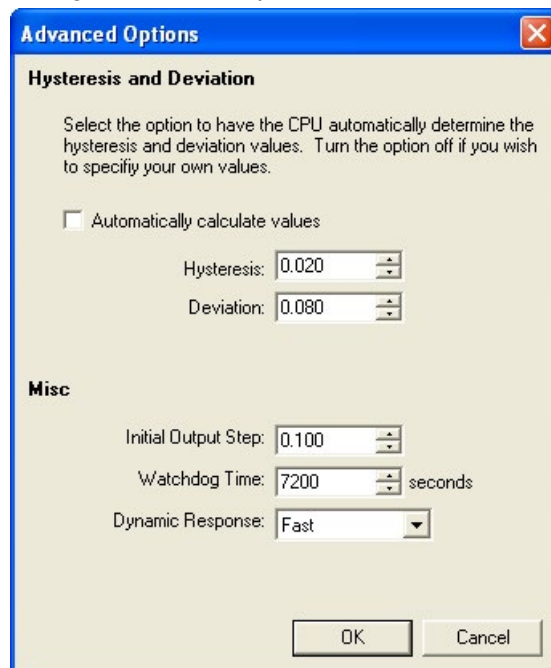 Advanced Options
Hysteresis and Deviation
Select the option to have the CPU automatically determine the
hysteresis and deviation values. Turn the option off if you wish
to specifiy your own values.
Automatically calculate values
Hysteresis: 0.020
Deviation: 0.080
Misc
Initial Output Step: 0.100
Watchdog Time: 7200 seconds
Dynamic Response: Fast
OK Cancel